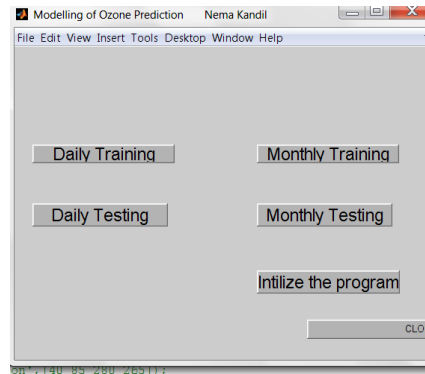 Modelling of Ozone Prediction Nema Kandil
File Edit View Insert Tools Desktop Window Help
Daily Training Monthly Training
Daily Testing Monthly Testing
Intilize the program
CLO
on',[40 85 280 265]);